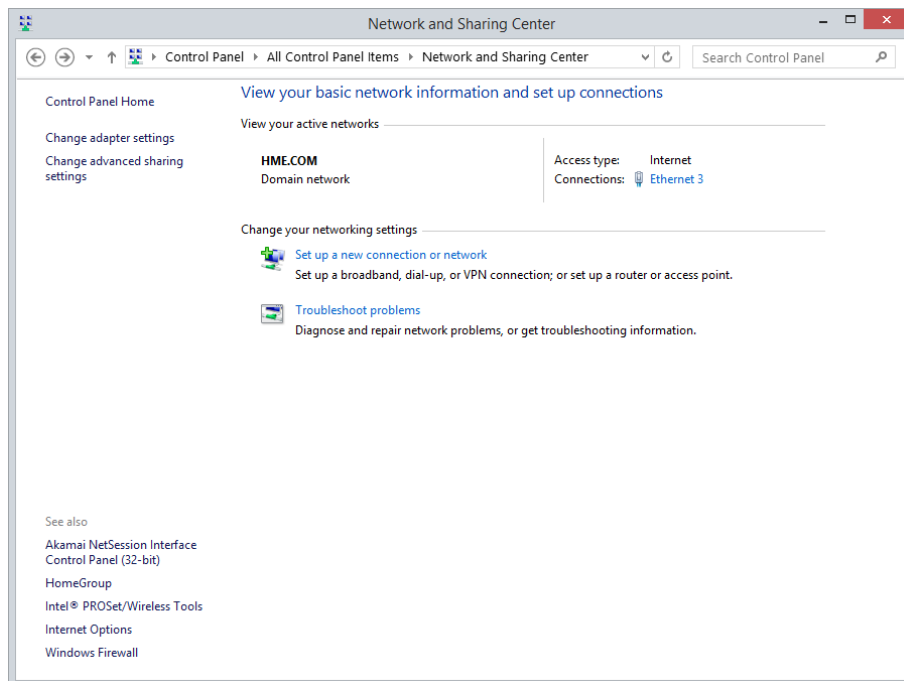 Network and Sharing Center
Control Panel All Control Panel Items Network and Sharing Center
Search Control Panel
Control Panel Home
Change adapter settings
Change advanced sharing
settings
View your basic network information and set up connections
View your active networks
HME.COM
Domain network
Access type: Internet
Connections: Ethernet 3
Change your networking settings
Set up a new connection or network
Set up a broadband, dial-up, or VPN connection; or set up a router or access point.
Troubleshoot problems
Diagnose and repair network problems, or get troubleshooting information.
See also
Akamai NetSession Interface
Control Panel (32-bit)
HomeGroup
Intel® PROSet/Wireless Tools
Internet Options
Windows Firewall